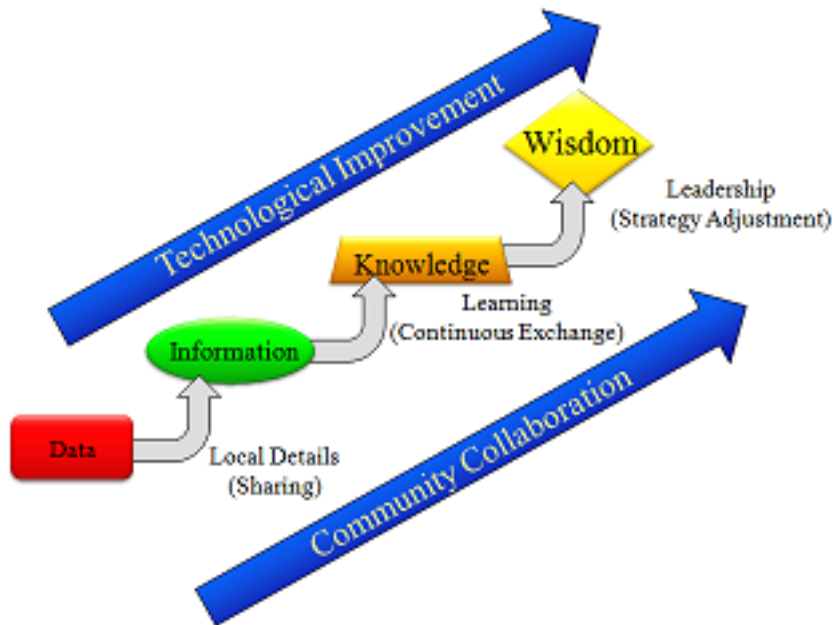 Technological Improvement
Wisdom
Leadership
(Strategy Adjustment)
Knowledge
Learning
(Continuous Exchange)
Information
Data
Local Details
(Sharing)
Community Collaboration